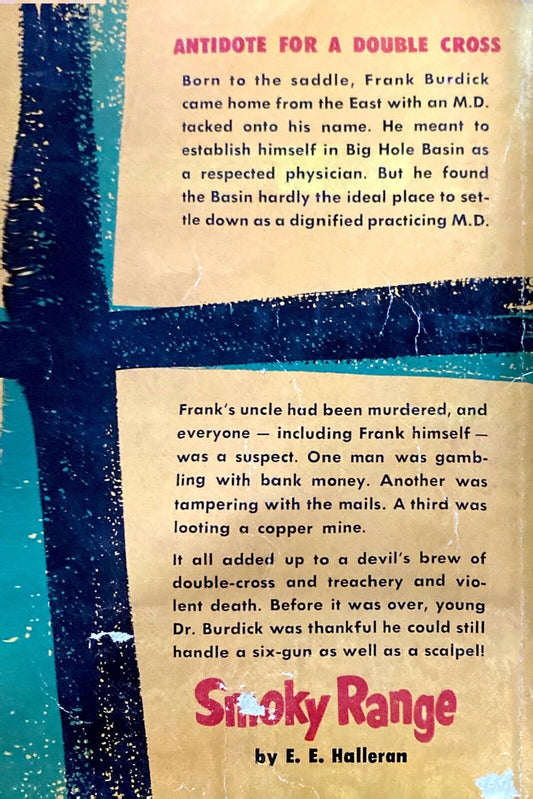 ANTIDOTE FOR A DOUBLE CROSS
Born to the saddle, Frank Burdick
came home from the East with an M.D.
tacked onto his name. He meant to
establish himself in Big Hole Basin as
a respected physician. But he found
the Basin hardly the ideal place to set-
tle down as a dignified practicing M.D.
Frank's uncle had been murdered, and
everyone — including Frank himself —
was a suspect. One man was gamb-
ling with bank money. Another was
tampering with the mails. A third was
looting a copper mine.
It all added up to a devil's brew of
double-cross and treachery and vio-
lent death. Before it was over, young
Dr. Burdick was thankful he could still
handle a six-gun as well as a scalpel!
Smoky Range
by E. E. Halleran